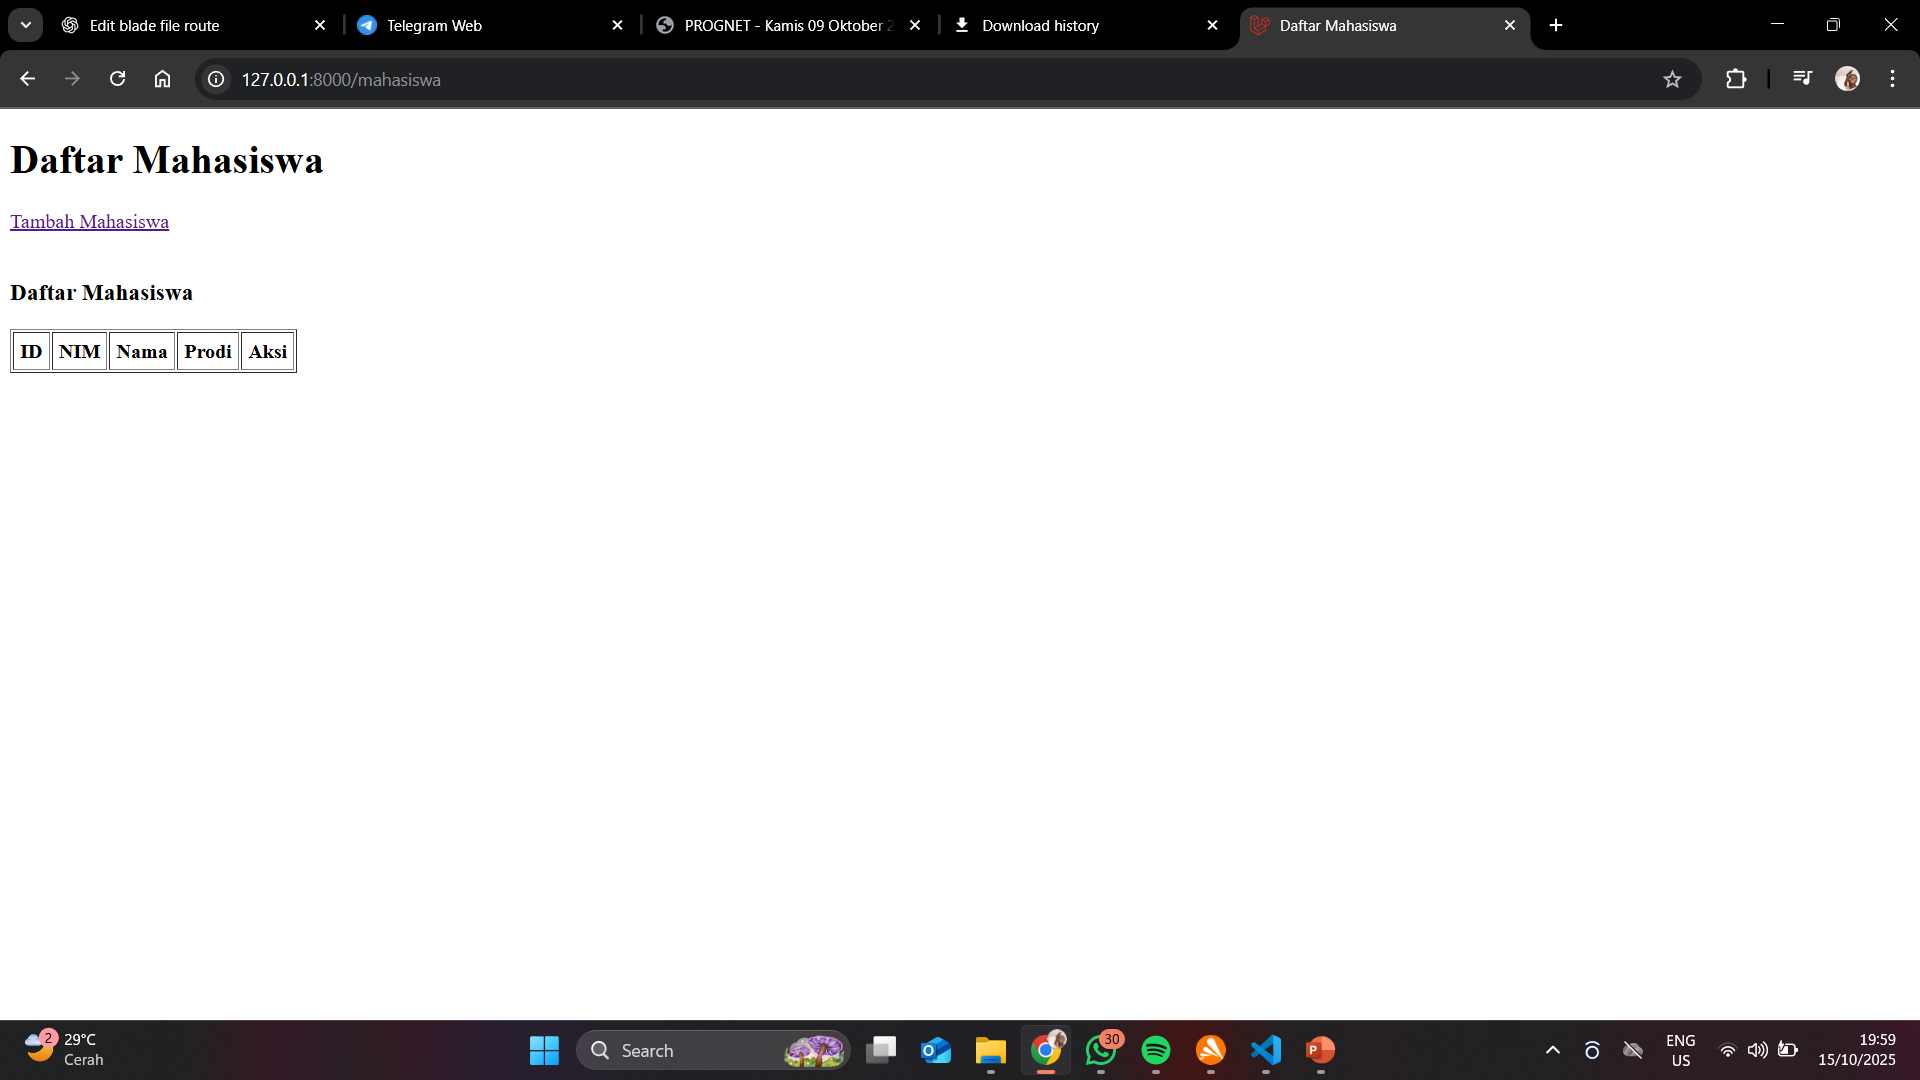 Edit blade file route
Telegram Web
PROGNET - Kamis 09 Oktober 2
Download history
Daftar Mahasiswa
127.0.0.1:8000/mahasiswa
Daftar Mahasiswa
Tambah Mahasiswa
Daftar Mahasiswa
ID NIM Nama Prodi Aksi
2
29°C
Cerah
Search
30
ENG
US
19:59
15/10/2025